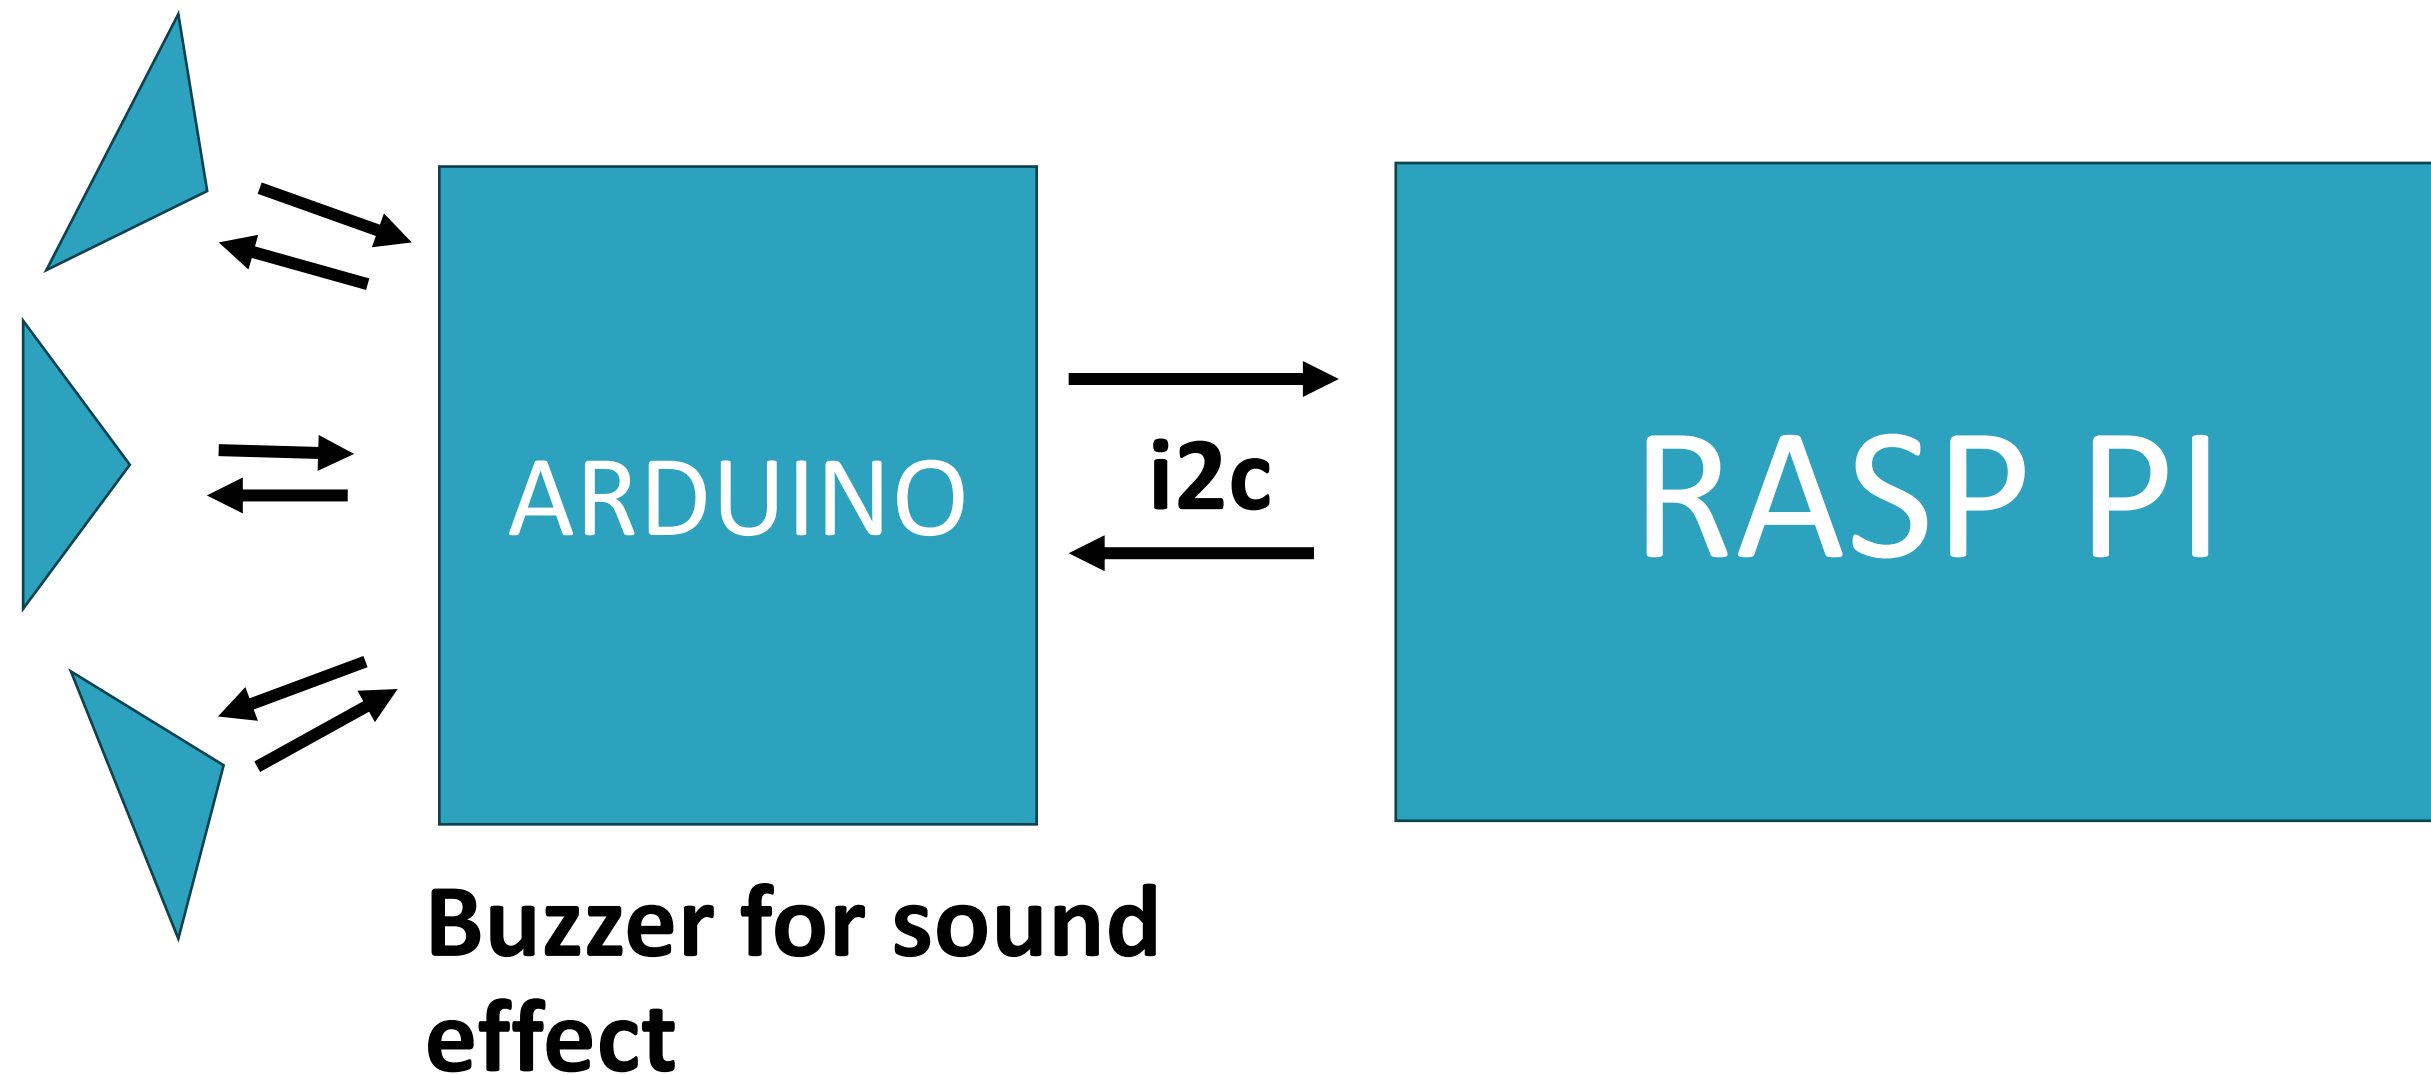 ARDUINO
i2c
RASP PI
Buzzer for sound
effect